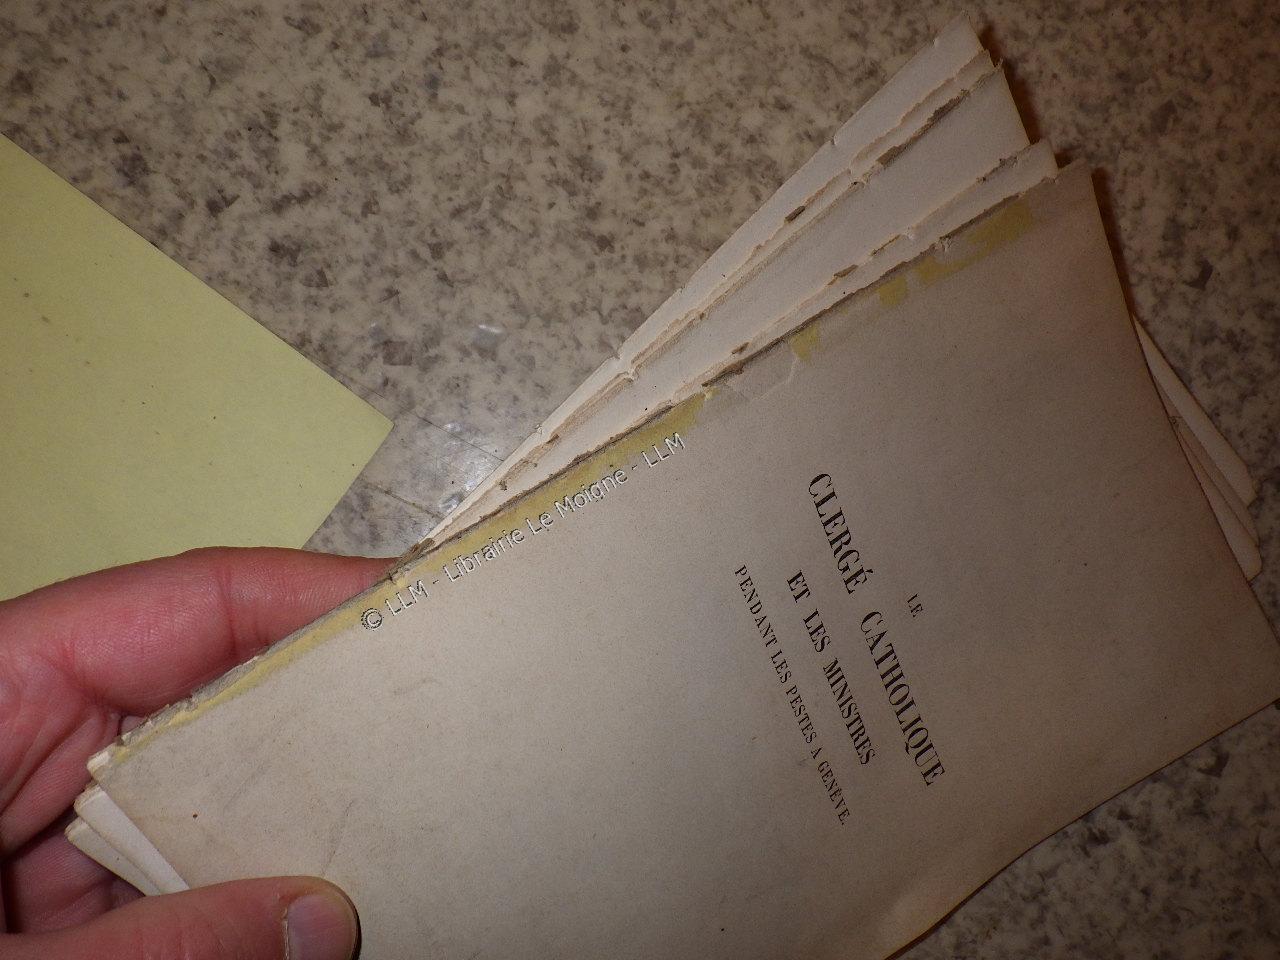 LE
CLERGÉ CATHOLIQUE
ET LES MINISTRES
PENDANT LES PESTES A GENÈVE.
© LLM - Librairie Le Moigne - LLM